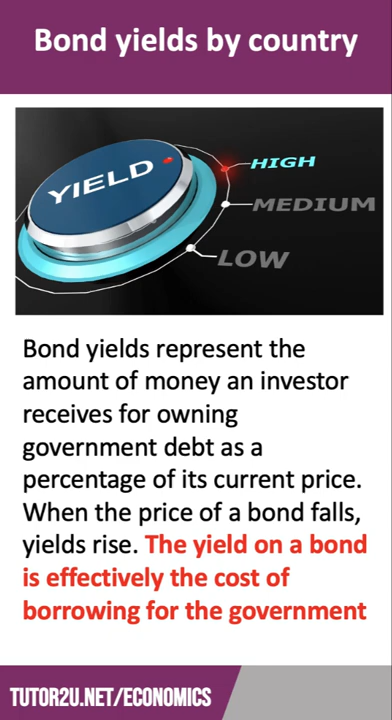 Bond yields by country
YIELD
HIGH
MEDIUM
LOW
Bond yields represent the
amount of money an investor
receives for owning
government debt as a
percentage of its current price.
When the price of a bond falls,
yields rise. The yield on a bond
is effectively the cost of
borrowing for the government
TUTOR2U.NET/ECONOMICS